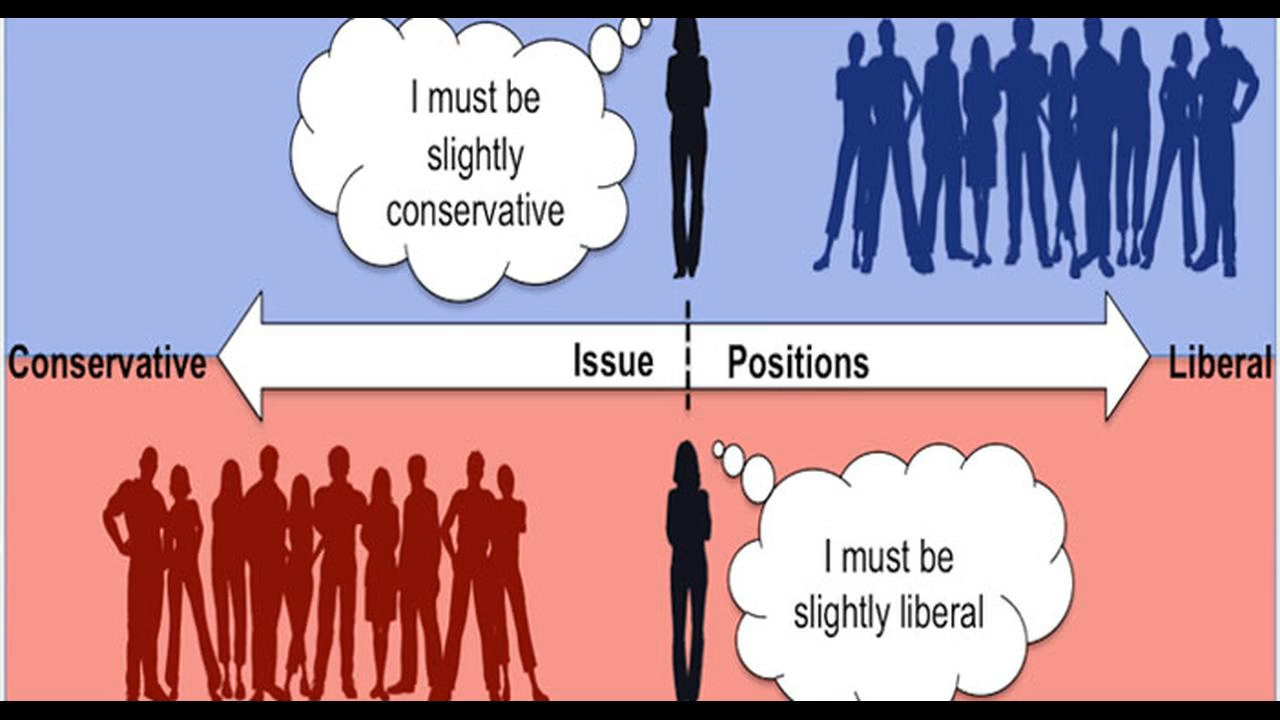 I must be
slightly
conservative
Conservative
Issue Positions
Liberal
I must be
slightly liberal